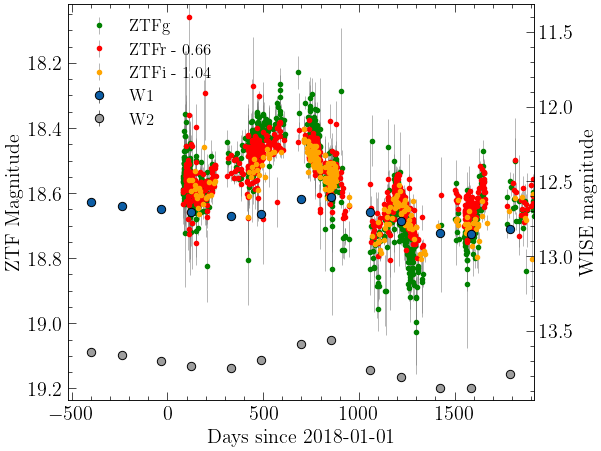 ZTFg
ZTFr - 0.66
ZTFi - 1.04
W1
W2
18.2
18.4
18.6
18.8
19.0
19.2
ZTF Magnitude
11.5
12.0
12.5
13.0
13.5
WISE magnitude
−500
0
500
1000
1500
Days since 2018-01-01